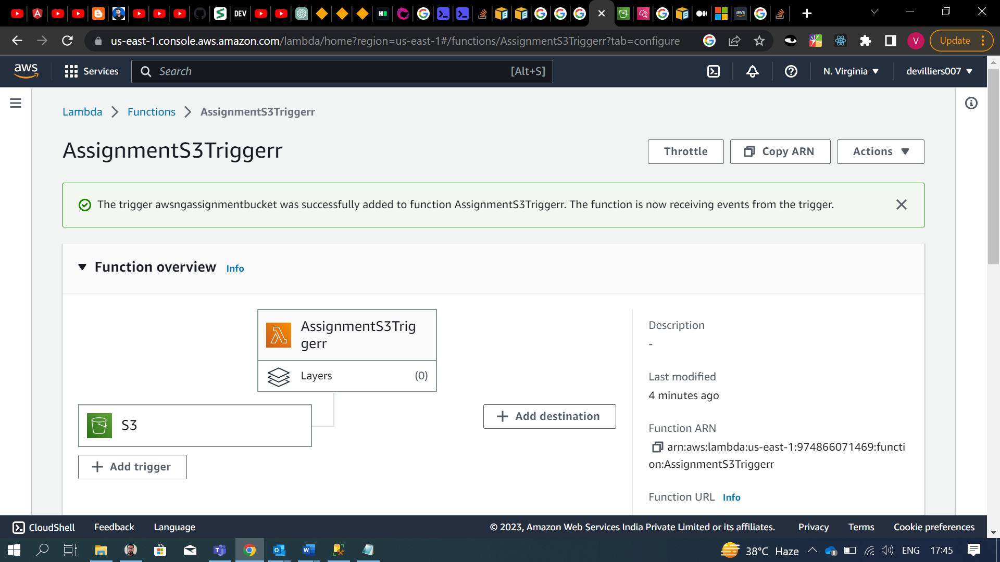 DEV
H
aws
us-east-1.console.aws.amazon.com/lambda/home?region=us-east-1#/functions/AssignmentS3Triggerr?tab=configure
V
Update
aws
Services
Search
[Alt+S]
N. Virginia
devilliers007
Lambda
Functions
AssignmentS3Triggerr
AssignmentS3Triggerr
Throttle
Copy ARN
Actions
The trigger awsngassignmentbucket was successfully added to function AssignmentS3Triggerr. The function is now receiving events from the trigger.
Function overview
Info
AssignmentS3Trig
gerr
Layers
(0)
S3
Add trigger
Add destination
Description
-
Last modified
4 minutes ago
Function ARN
arn:aws:lambda:us-east-1:974866071469:functi
on:AssignmentS3Triggerr
Function URL
Info
CloudShell
Feedback
Language
© 2023, Amazon Web Services India Private Limited or its affiliates.
Privacy
Terms
Cookie preferences
38°C
Haze
ENG
17:45